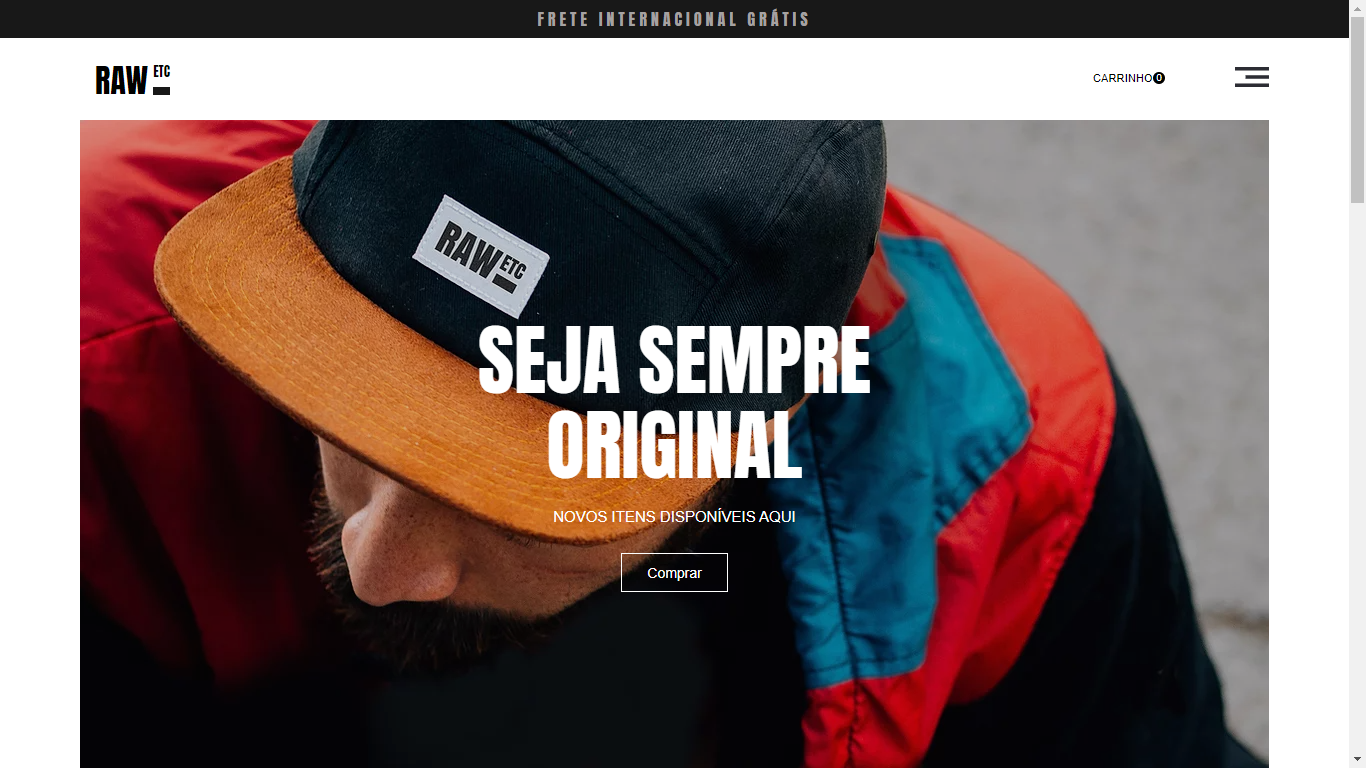 FRETE INTERNACIONAL GRÁTIS
RAW ETC
CARRINHO 0
RAW ETC
SEJA SEMPRE
ORIGINAL
NOVOS ITENS DISPONÍVEIS AQUI
Comprar